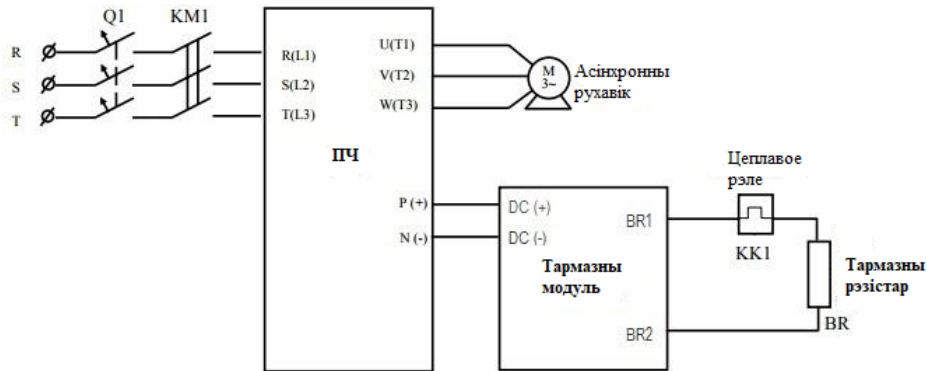 Q1
KM1
R
S
T
R(L1)
S(L2)
T(L3)
ПЧ
U(T1)
V(T2)
W(T3)
M
3~
Асінхронны
рухавік
P (+)
N (-)
DC (+)
DC (-)
Тармазны
модуль
BR1
BR2
Цеплавое
рэле
KK1
Тармазны
рэзістар
BR